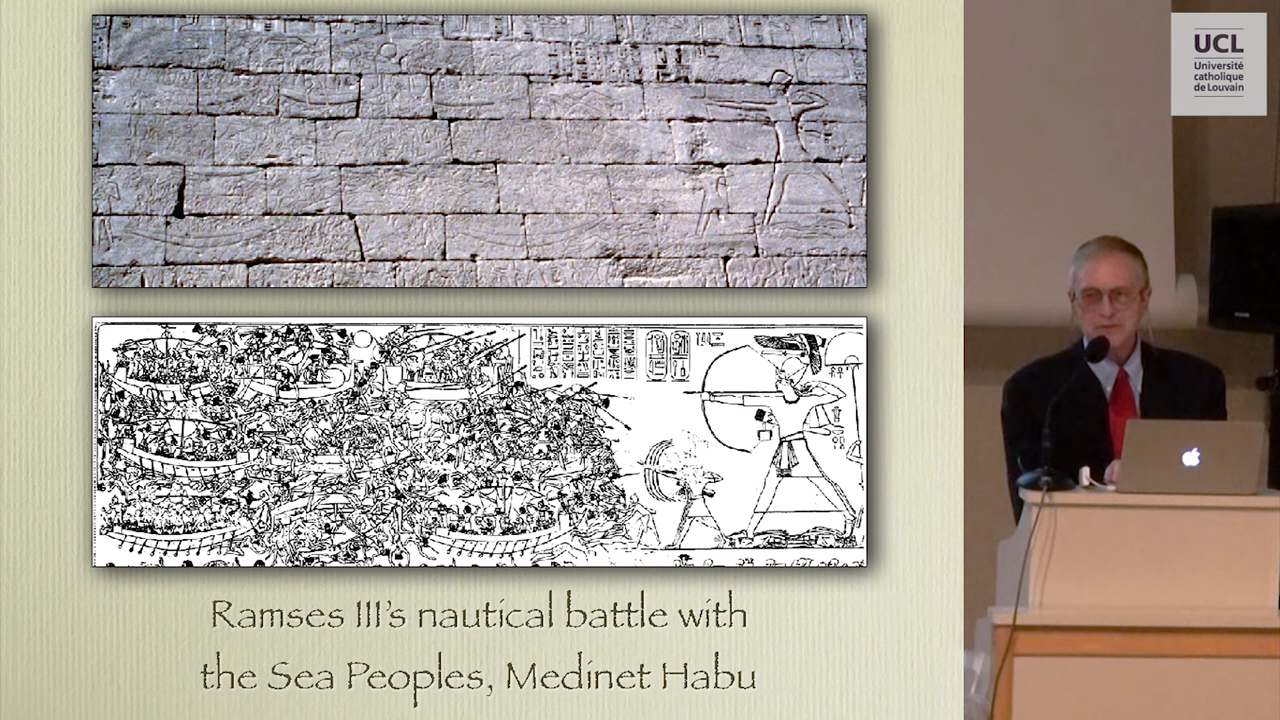 Ramses III's nautical battle with
the Sea Peoples, Medinet Habu
UCL
Université
catholique
de Louvain